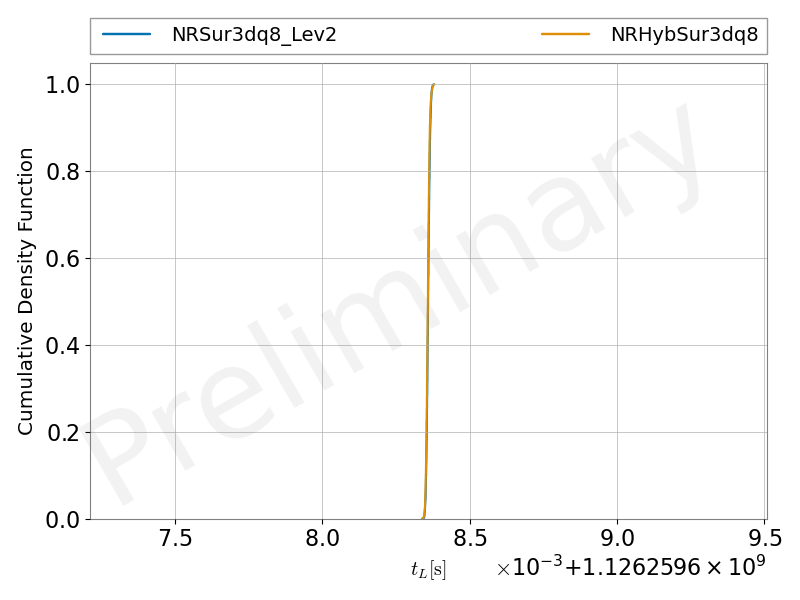 NRSur3dq8_Lev2 NRHybSur3dq8
1.0
0.8
0.6
0.4
0.2
0.0
Cumulative Density Function
Preliminary
7.5 8.0 8.5 9.0 9.5
t_L[s] ×10⁻³+1.1262596 × 10⁹